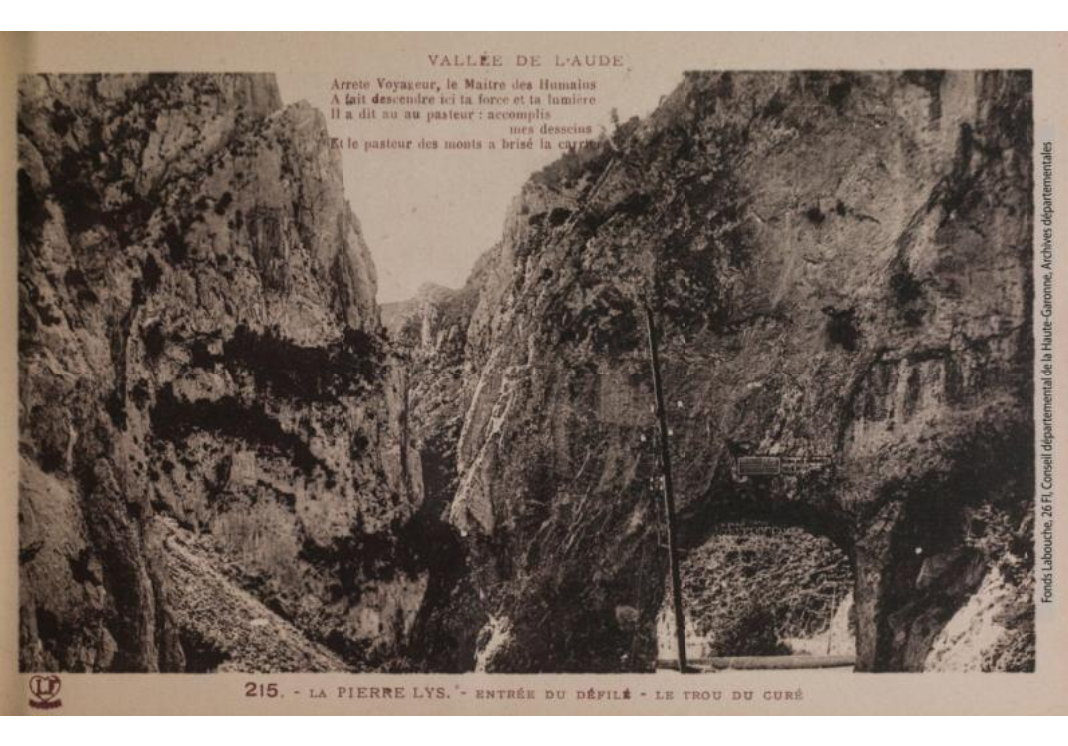 VALLÉE DE L'AUDE
Arrete Voyageur, le Maitre des Humains
A fait descendre ici ta force et ta lumière
Il a dit au au pasteur : accomplis
mes desseins
Et le pasteur des monts a brisé la
215. - LA PIERRE LYS. - ENTRÉE DU DÉFILÉ - LE TROU DU CURÉ
Fonds Labouche, 26 FI, Conseil départemental de la Haute-Garonne, Archives départementales